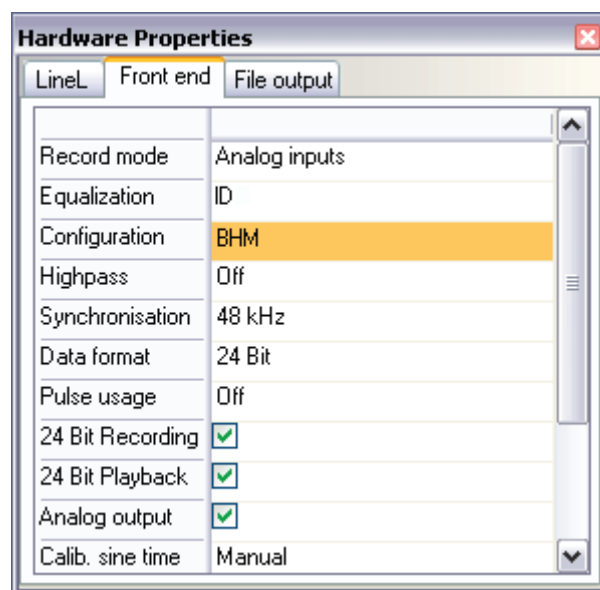 Hardware Properties
LineL Front end File output
Record mode Analog inputs
Equalization ID
Configuration BHM
Highpass Off
Synchronisation 48 kHz
Data format 24 Bit
Pulse usage Off
24 Bit Recording
24 Bit Playback
Analog output
Calib. sine time Manual